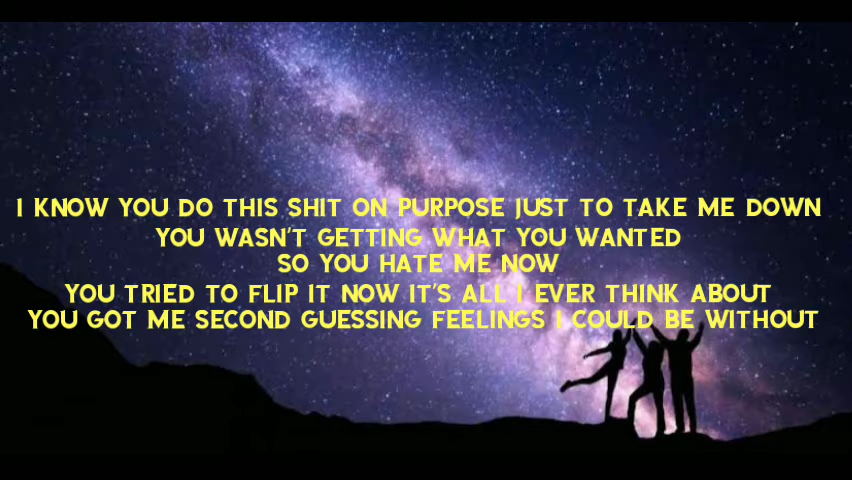 I KNOW YOU DO THIS SHIT ON PURPOSE JUST TO TAKE ME DOWN
YOU WASN'T GETTING WHAT YOU WANTED
SO YOU HATE ME NOW
YOU TRIED TO FLIP IT NOW IT'S ALL I EVER THINK ABOUT
YOU GOT ME SECOND GUESSING FEELINGS I COULD BE WITHOUT